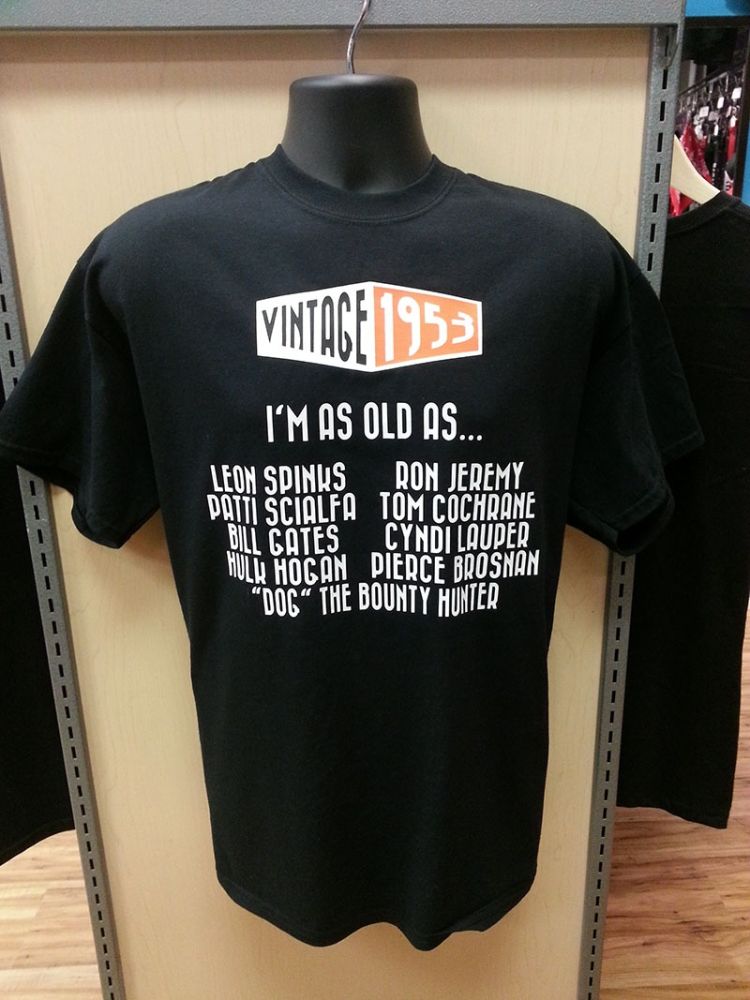 VINTAGE 1953
I'M AS OLD AS...
LEON SPINKS RON JEREMY
PATTI SCIALFA TOM COCHRANE
BILL GATES CYNDI LAUPER
HULK HOGAN PIERCE BROSNAN
"DOG" THE BOUNTY HUNTER